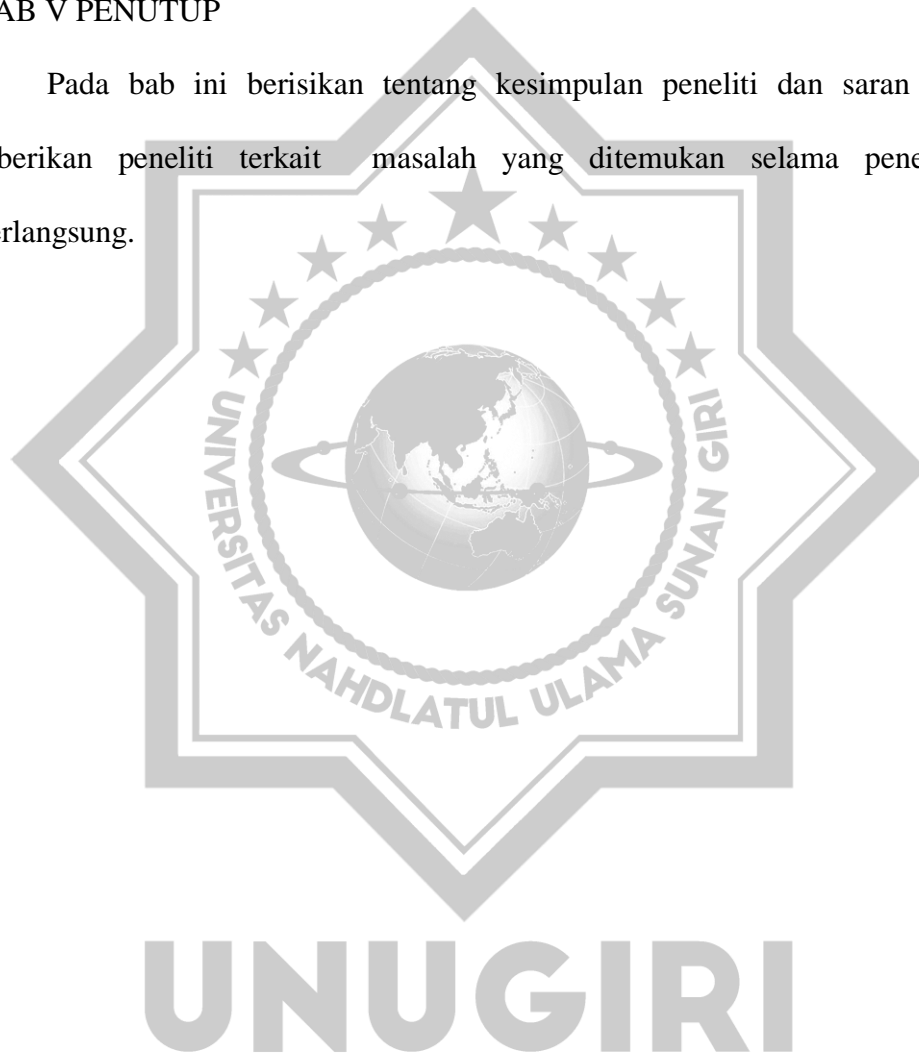 AB V PENUTUP
Pada bab ini berisikan tentang kesimpulan peneliti dan saran
berikan peneliti terkait masalah yang ditemukan selama pene
erlangsung.
UNIVERSITAS NAHDLATUL ULAMA SUNAN GIRI
UNUGIRI